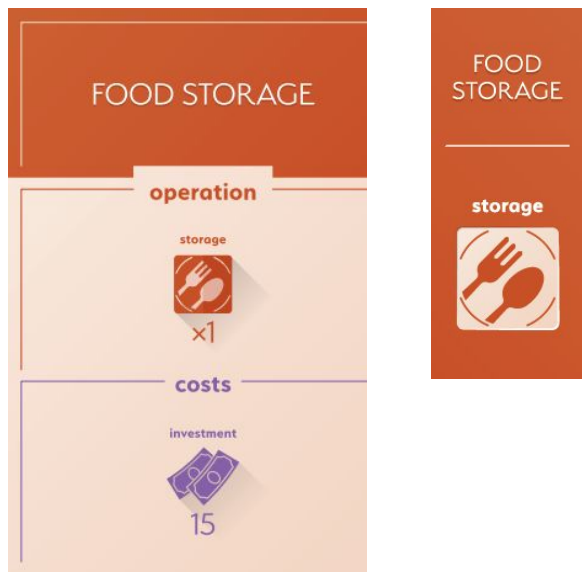 FOOD STORAGE
operation
storage
×1
costs
investment
15
FOOD
STORAGE
storage